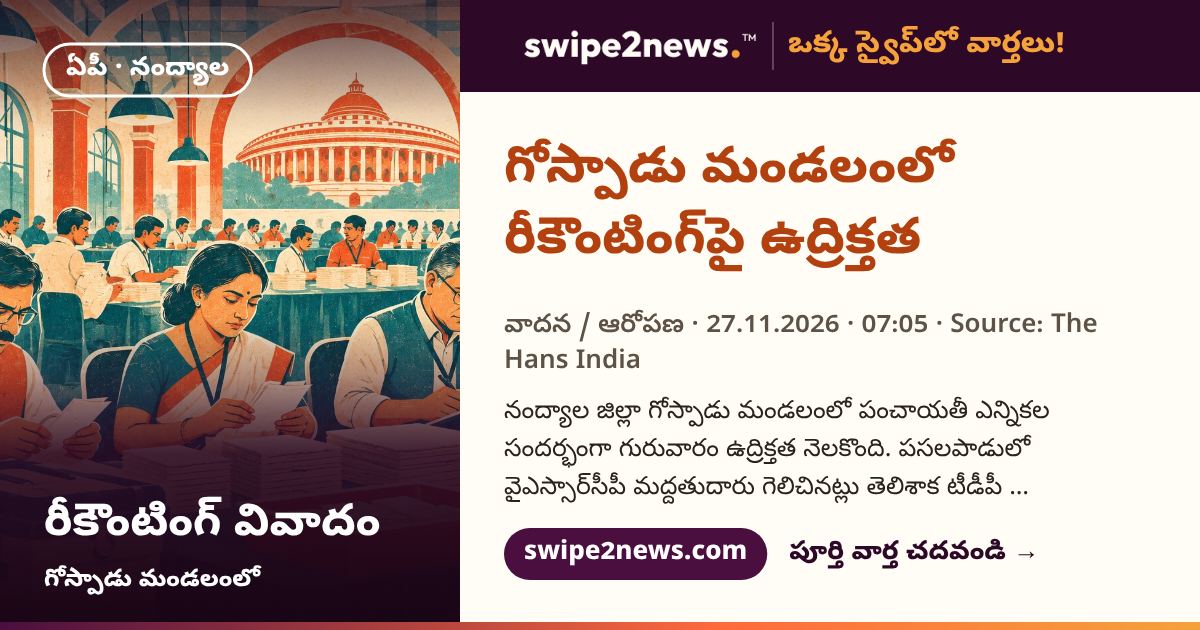 ఏపీ · నంద్యాల
రీకౌంటింగ్ వివాదం
గోస్పాడు మండలంలో
swipe2news.™
ఒక్క స్వైప్‌లో వార్తలు!
గోస్పాడు మండలంలో
రీకౌంటింగ్‌పై ఉద్రిక్తత
వాదన / ఆరోపణ · 27.11.2026 · 07:05 · Source: The
Hans India
నంద్యాల జిల్లా గోస్పాడు మండలంలో పంచాయతీ ఎన్నికల
సందర్భంగా గురువారం ఉద్రిక్తత నెలకొంది. పసలపాడులో
వైఎస్సార్‌సీపీ మద్దతుదారు గెలిచినట్లు తెలిశాక టీడీపీ ...
swipe2news.com
పూర్తి వార్త చదవండి →